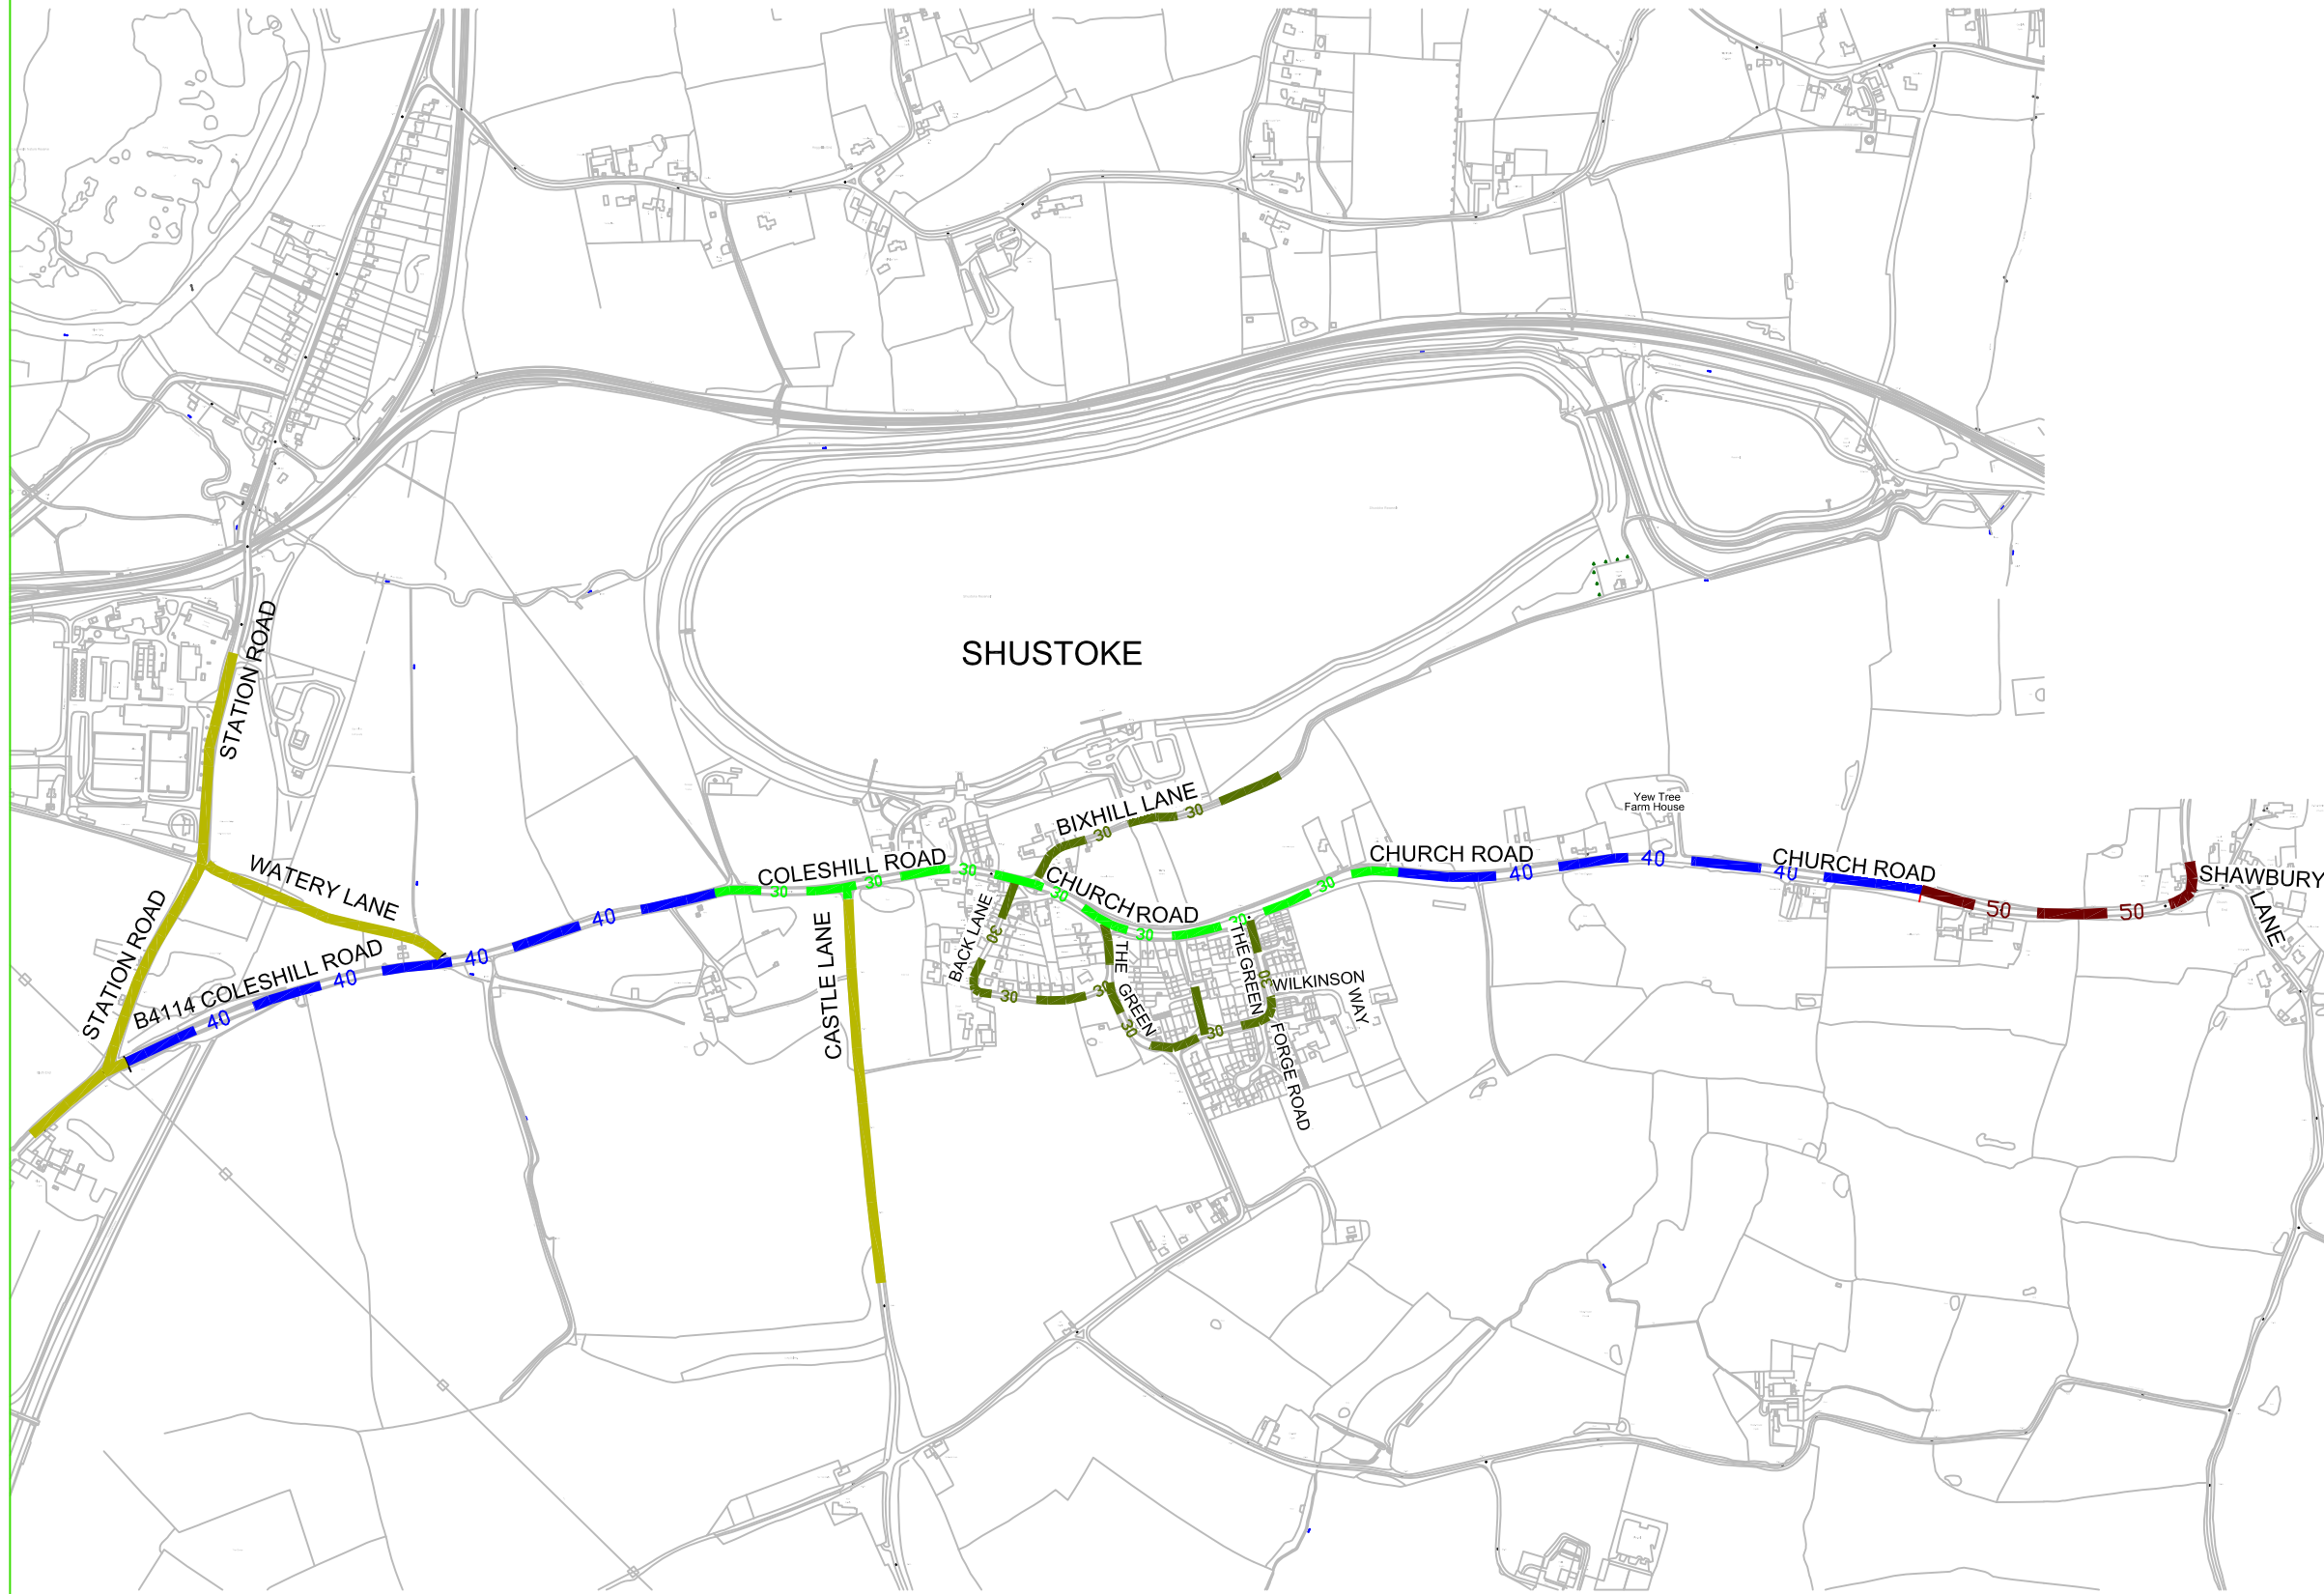 SHUSTOKE
STATION ROAD
BIXHILL LANE
30
30
Yew Tree
Farm House
WATERY LANE
COLESHILL ROAD
30
30
30
CHURCH ROAD
30
30
30
30
CHURCH ROAD
40
40
CHURCH ROAD
40
50
50
SHAWBURY
LANE
STATION ROAD
B4114 COLESHILL ROAD
40
40
40
40
CASTLE LANE
BACK LANE
30
30
30
THE
GREEN
30
30
THE GREEN
30
WILKINSON
WAY
FORGE ROAD